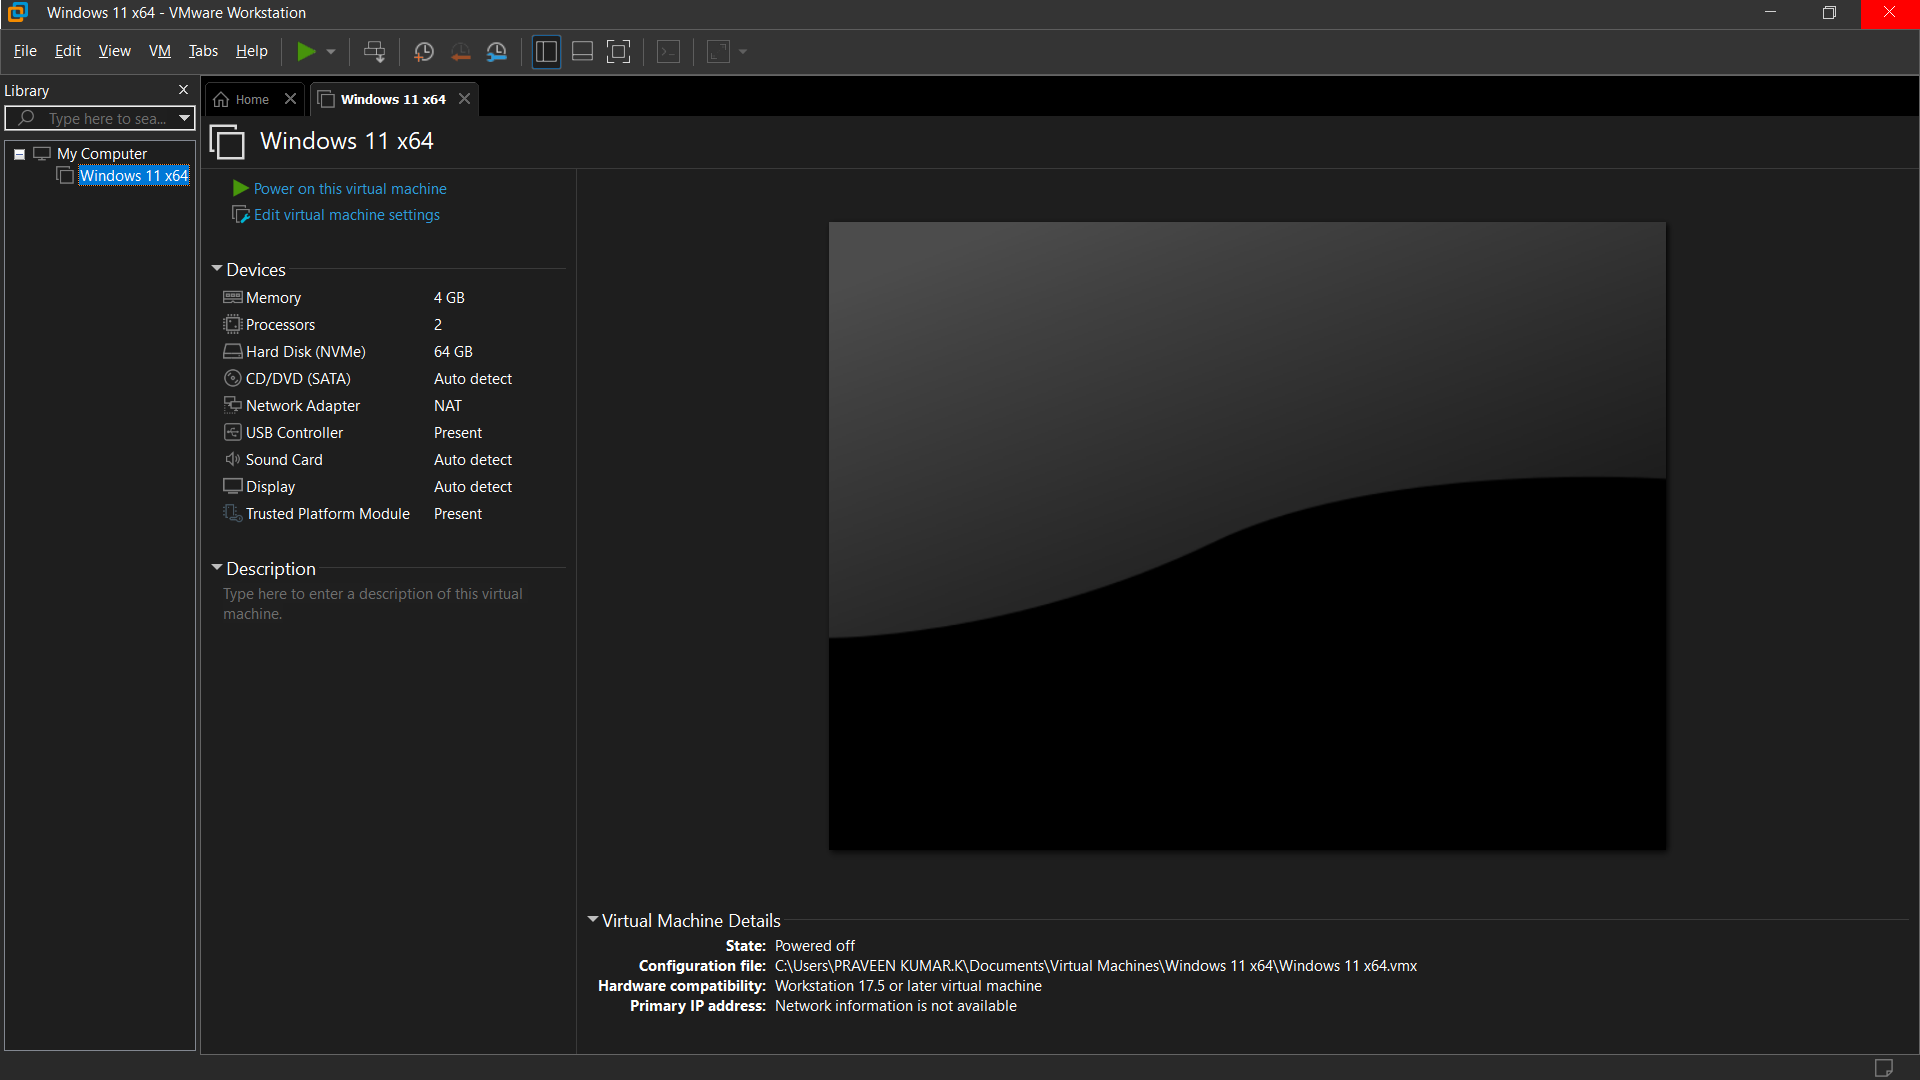 Windows 11 x64 - VMware Workstation
File Edit View VM Tabs Help
Library
Type here to sea...
My Computer
Windows 11 x64
Home
Windows 11 x64
Windows 11 x64
Power on this virtual machine
Edit virtual machine settings
Devices
Memory 4 GB
Processors 2
Hard Disk (NVMe) 64 GB
CD/DVD (SATA) Auto detect
Network Adapter NAT
USB Controller Present
Sound Card Auto detect
Display Auto detect
Trusted Platform Module Present
Description
Type here to enter a description of this virtual
machine.
Virtual Machine Details
State: Powered off
Configuration file: C:\Users\PRAVEEN KUMAR.K\Documents\Virtual Machines\Windows 11 x64\Windows 11 x64.vmx
Hardware compatibility: Workstation 17.5 or later virtual machine
Primary IP address: Network information is not available